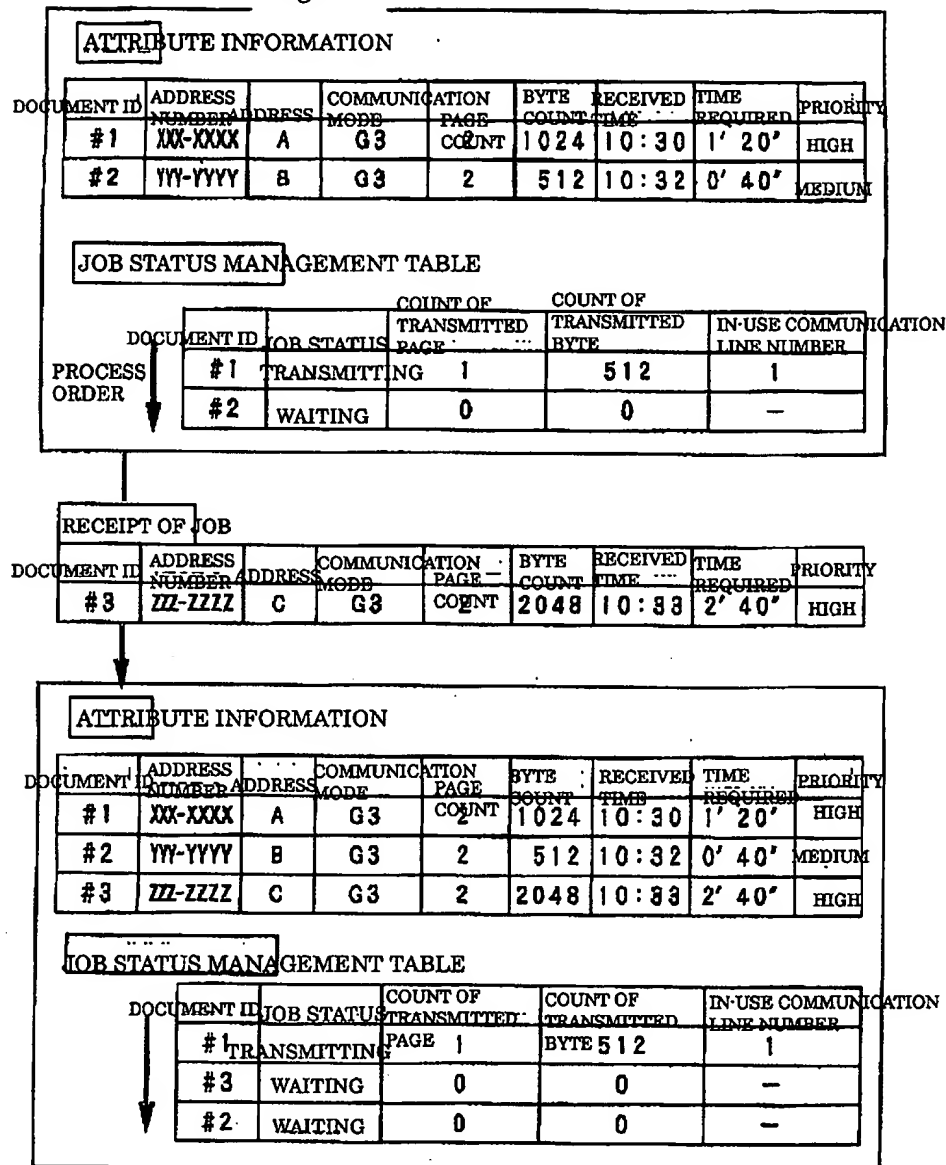 ATTRIBUTE INFORMATION
DOCUMENT ID ADDRESS NUMBER ADDRESS COMMUNICATION MODE PAGE COUNT BYTE COUNT RECEIVED TIME TIME REQUIRED PRIORITY
#1 XXX-XXXX A G3 2 1024 10:30 1' 20" HIGH
#2 YYY-YYYY B G3 2 512 10:32 0' 40" MEDIUM
JOB STATUS MANAGEMENT TABLE
DOCUMENT ID JOB STATUS COUNT OF TRANSMITTED PAGE COUNT OF TRANSMITTED BYTE IN-USE COMMUNICATION LINE NUMBER
PROCESS ORDER
#1 TRANSMITTING 1 512 1
#2 WAITING 0 0 —
RECEIPT OF JOB
DOCUMENT ID ADDRESS NUMBER ADDRESS COMMUNICATION MODE PAGE COUNT BYTE COUNT RECEIVED TIME TIME REQUIRED PRIORITY
#3 ZZZ-ZZZZ C G3 2 2048 10:33 2' 40" HIGH
ATTRIBUTE INFORMATION
DOCUMENT ID ADDRESS NUMBER ADDRESS COMMUNICATION MODE PAGE COUNT BYTE COUNT RECEIVED TIME TIME REQUIRED PRIORITY
#1 XXX-XXXX A G3 2 1024 10:30 1' 20" HIGH
#2 YYY-YYYY B G3 2 512 10:32 0' 40" MEDIUM
#3 ZZZ-ZZZZ C G3 2 2048 10:33 2' 40" HIGH
JOB STATUS MANAGEMENT TABLE
DOCUMENT ID JOB STATUS COUNT OF TRANSMITTED PAGE COUNT OF TRANSMITTED BYTE IN-USE COMMUNICATION LINE NUMBER
#1 TRANSMITTING 1 512 1
#3 WAITING 0 0 —
#2 WAITING 0 0 —